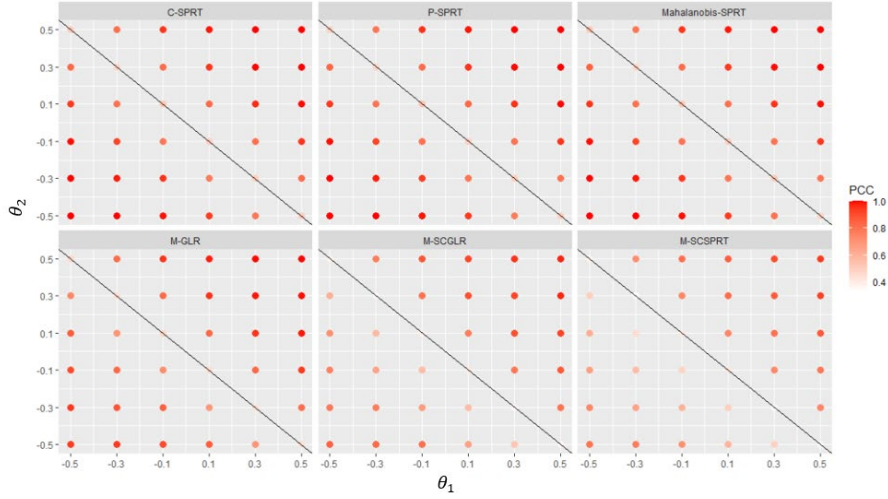 C-SPRT P-SPRT Mahalanobis-SPRT
0.5
0.3
0.1
-0.1
-0.3
-0.5
θ2
PCC
1.0
0.8
0.6
0.4
M-GLR M-SCGLR M-SCSPRT
0.5
0.3
0.1
-0.1
-0.3
-0.5
-0.5 -0.3 -0.1 0.1 0.3 0.5 -0.5 -0.3 -0.1 0.1 0.3 0.5 -0.5 -0.3 -0.1 0.1 0.3 0.5
θ1